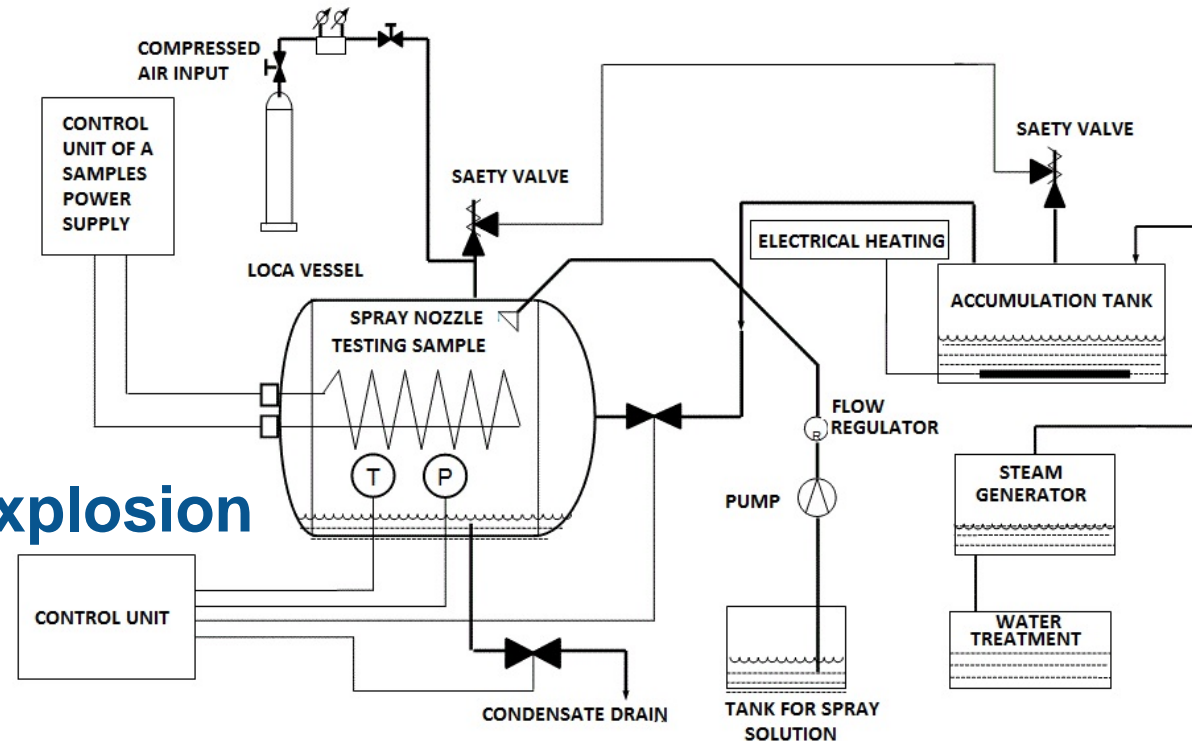 COMPRESSED
AIR INPUT
CONTROL
UNIT OF A
SAMPLES
POWER
SUPPLY
SAETY VALVE
SAETY VALVE
ELECTRICAL HEATING
LOCA VESSEL
ACCUMULATION TANK
SPRAY NOZZLE
TESTING SAMPLE
FLOW
REGULATOR
R
T
P
STEAM
GENERATOR
PUMP
xplosion
CONTROL UNIT
WATER
TREATMENT
CONDENSATE DRAIN
TANK FOR SPRAY
SOLUTION